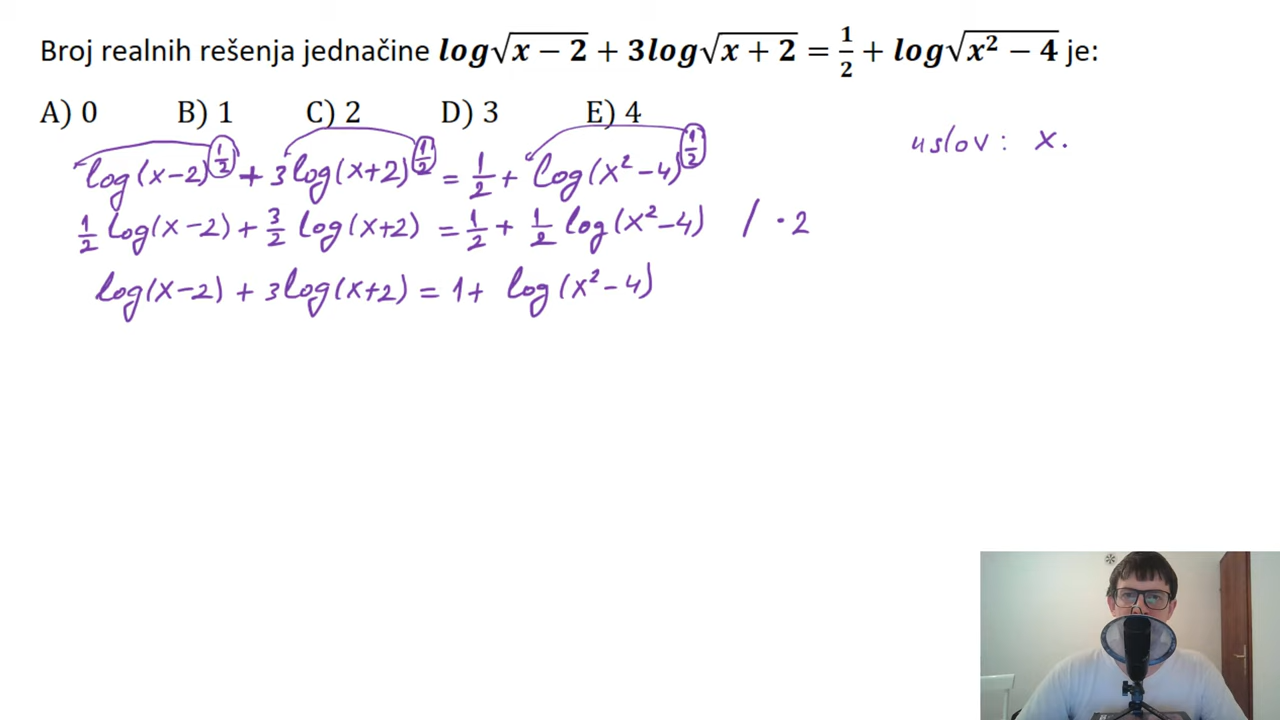 Broj realnih rešenja jednačine log√(x − 2) + 3log√(x + 2) = 1/2 + log√(x² − 4) je:
A) 0 B) 1 C) 2 D) 3 E) 4
uslov: x.
log(x−2)^(1/2) + 3log(x+2)^(1/2) = 1/2 + log(x²−4)^(1/2)
1/2 log(x−2) + 3/2 log(x+2) = 1/2 + 1/2 log(x²−4) / ·2
log(x−2) + 3log(x+2) = 1 + log(x²−4)